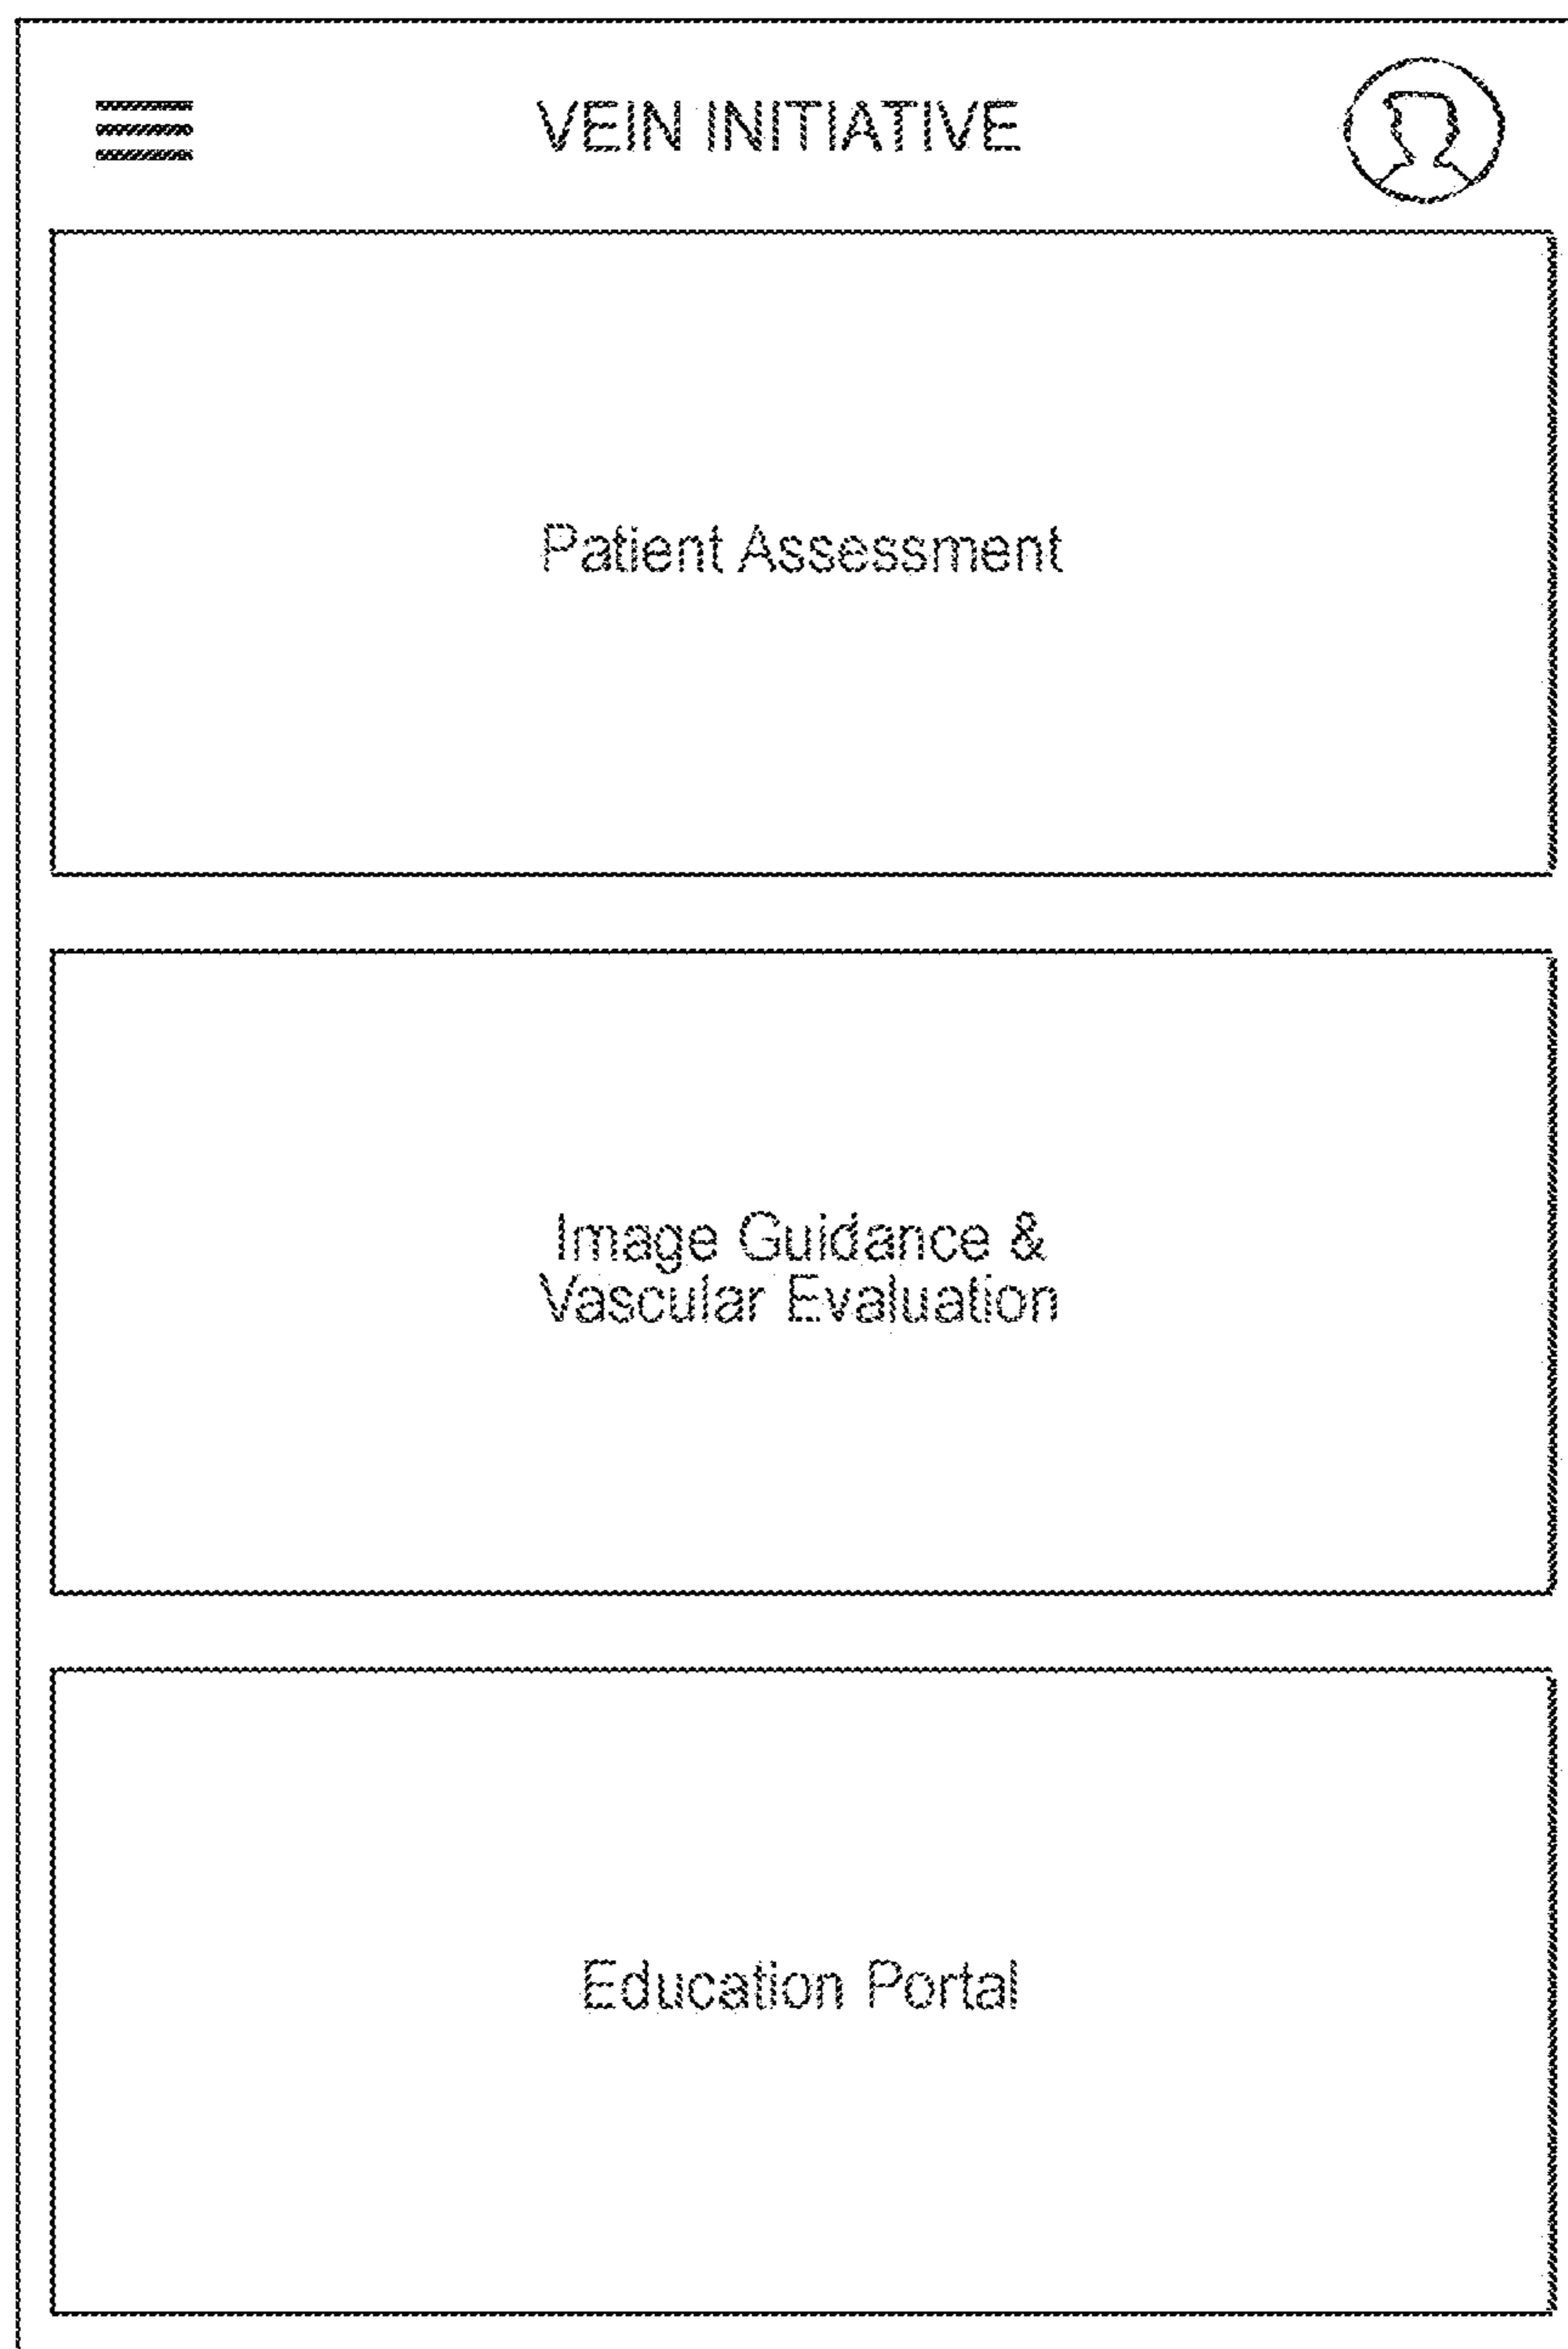 VEIN INITIATIVE
Patient Assessment
Image Guidance &
Vascular Evaluation
Education Portal